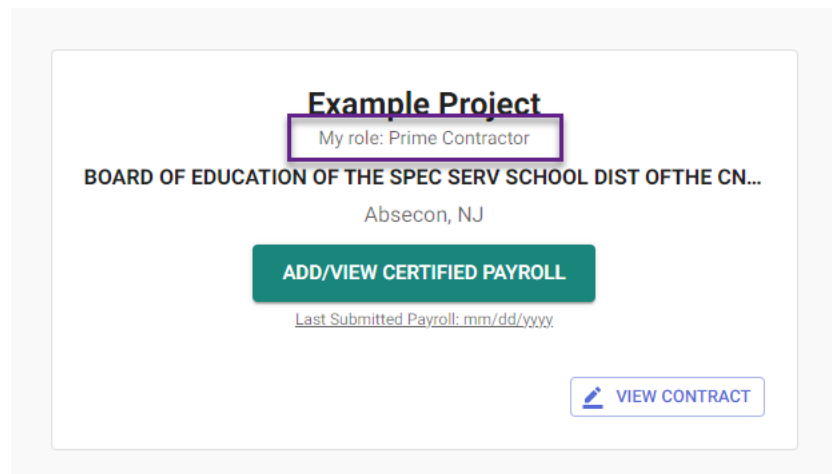 Example Project
My role: Prime Contractor
BOARD OF EDUCATION OF THE SPEC SERV SCHOOL DIST OFTHE CN...
Absecon, NJ
ADD/VIEW CERTIFIED PAYROLL
Last Submitted Payroll: mm/dd/yyyy
VIEW CONTRACT